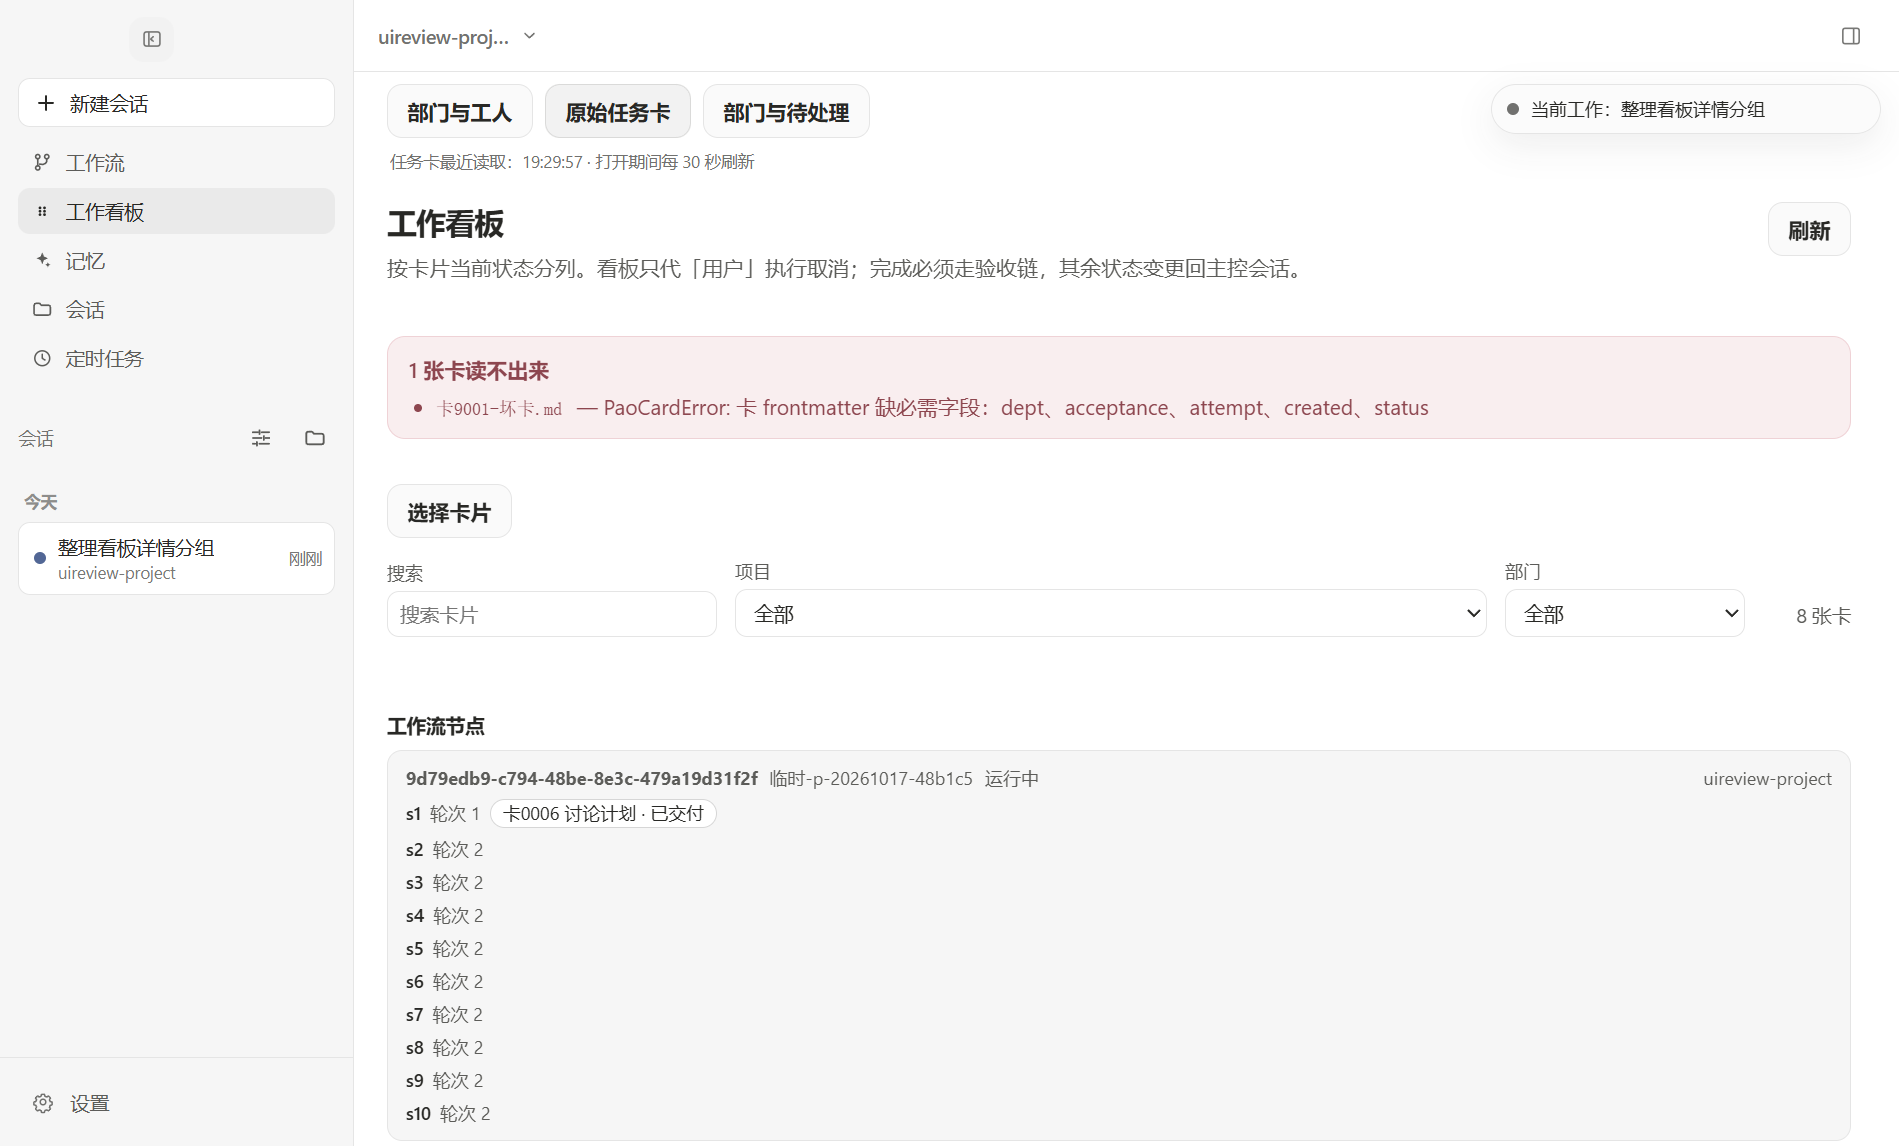 新建会话
工作流
工作看板
记忆
会话
定时任务
会话
今天
整理看板详情分组
uireview-project
刚刚
设置
uireview-proj...
部门与工人
原始任务卡
部门与待处理
当前工作：整理看板详情分组
任务卡最近读取：19:29:57 · 打开期间每 30 秒刷新
工作看板
刷新
按卡片当前状态分列。看板只代「用户」执行取消；完成必须走验收链，其余状态变更回主控会话。
1 张卡读不出来
卡9001-坏卡.md — PaoCardError: 卡 frontmatter 缺必需字段：dept、acceptance、attempt、created、status
选择卡片
搜索
项目
部门
搜索卡片
全部
全部
8 张卡
工作流节点
9d79edb9-c794-48be-8e3c-479a19d31f2f 临时-p-20261017-48b1c5 运行中 uireview-project
s1 轮次 1 卡0006 讨论计划 · 已交付
s2 轮次 2
s3 轮次 2
s4 轮次 2
s5 轮次 2
s6 轮次 2
s7 轮次 2
s8 轮次 2
s9 轮次 2
s10 轮次 2